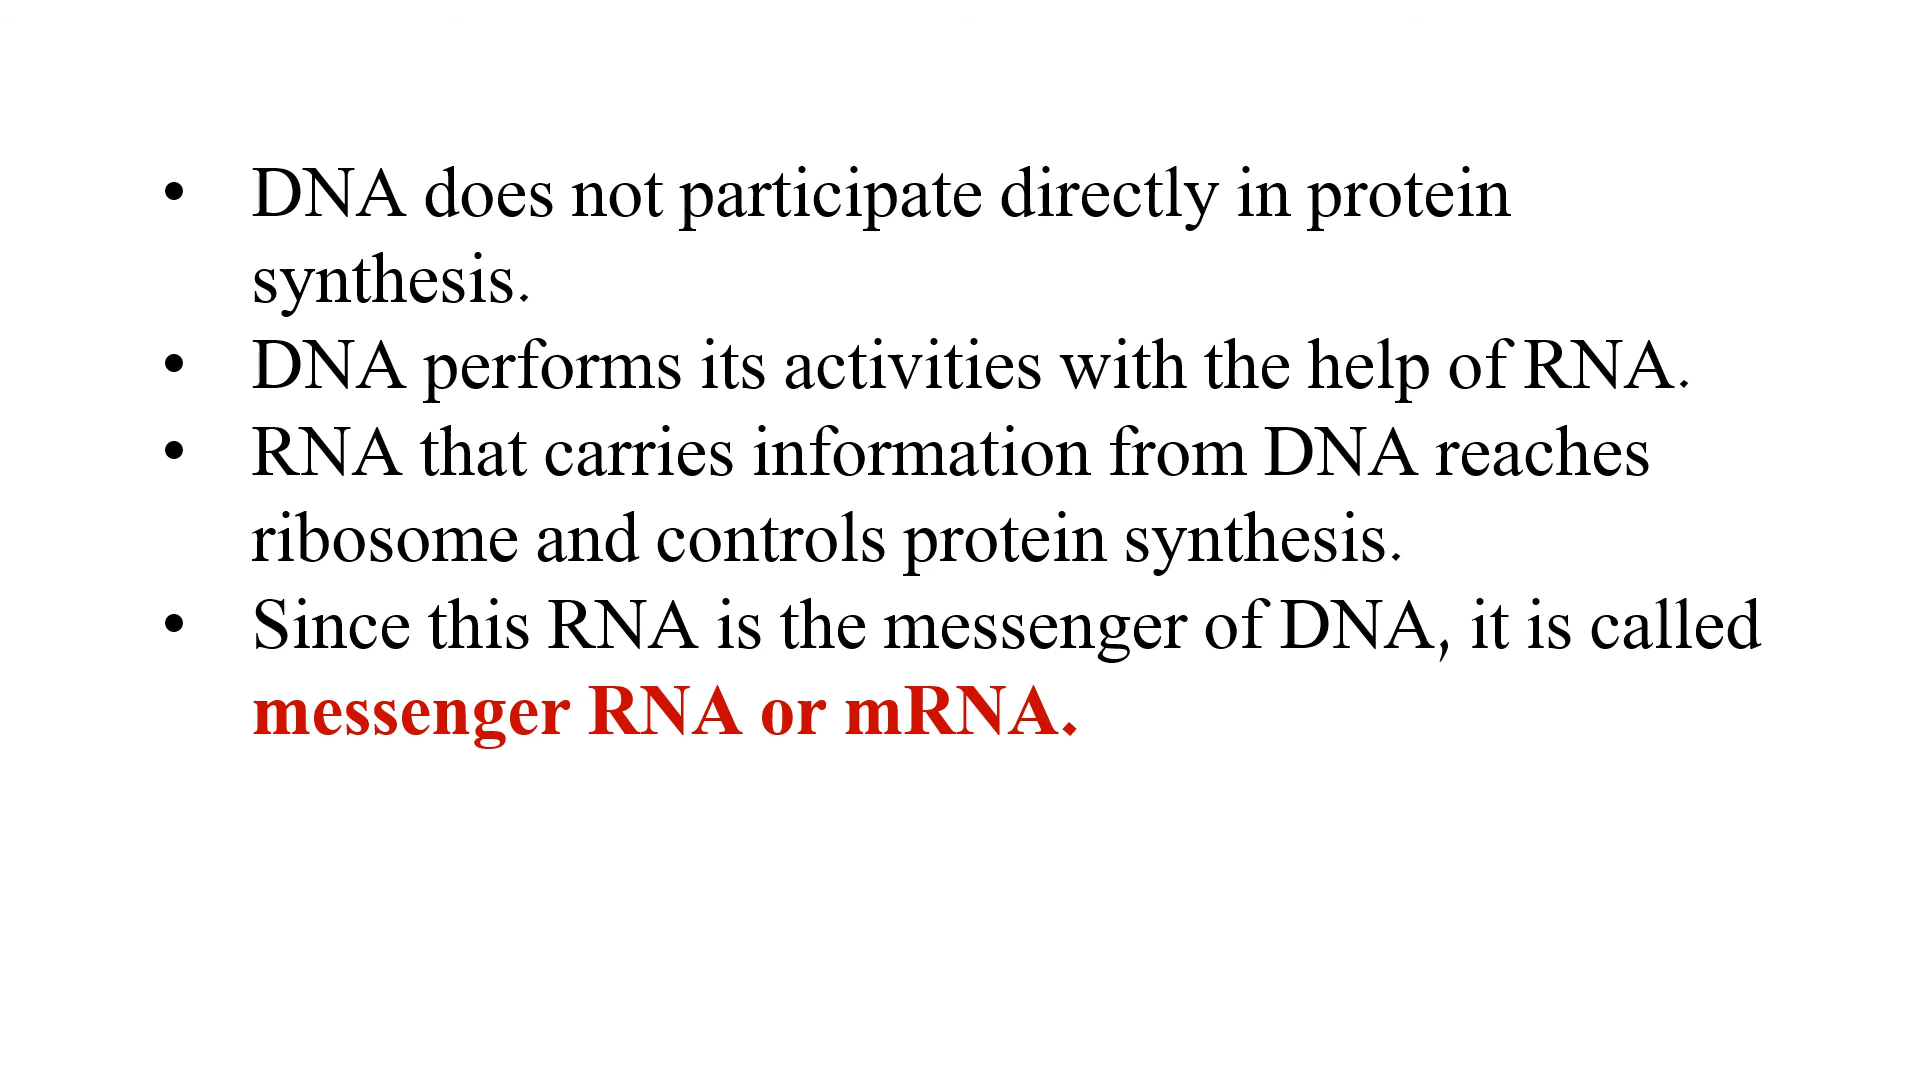 • DNA does not participate directly in protein
synthesis.
• DNA performs its activities with the help of RNA.
• RNA that carries information from DNA reaches
ribosome and controls protein synthesis.
• Since this RNA is the messenger of DNA, it is called
messenger RNA or mRNA.